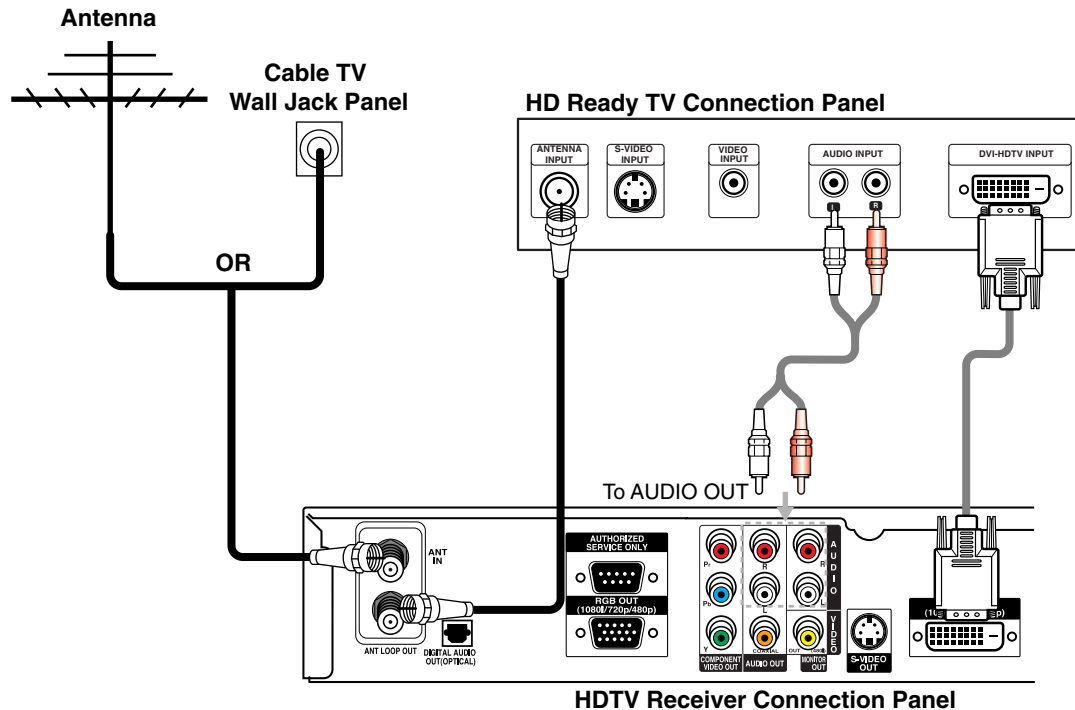 Antenna
Cable TV
Wall Jack Panel
OR
HD Ready TV Connection Panel
ANTENNA
INPUT
S-VIDEO
INPUT
VIDEO
INPUT
AUDIO INPUT
R
DVI-HDTV INPUT
To AUDIO OUT
ANT
IN
ANT LOOP OUT
DIGITAL AUDIO
OUT(OPTICAL)
AUTHORIZED
SERVICE ONLY
RGB OUT
(1080I/720p/480p)
Pr
Pb
Y
COMPONENT
VIDEO OUT
R
L
COAXIAL
AUDIO OUT
R
L
OUT (480i)
MONITOR
OUT
AUDIO
VIDEO
S-VIDEO
OUT
HDTV Receiver Connection Panel